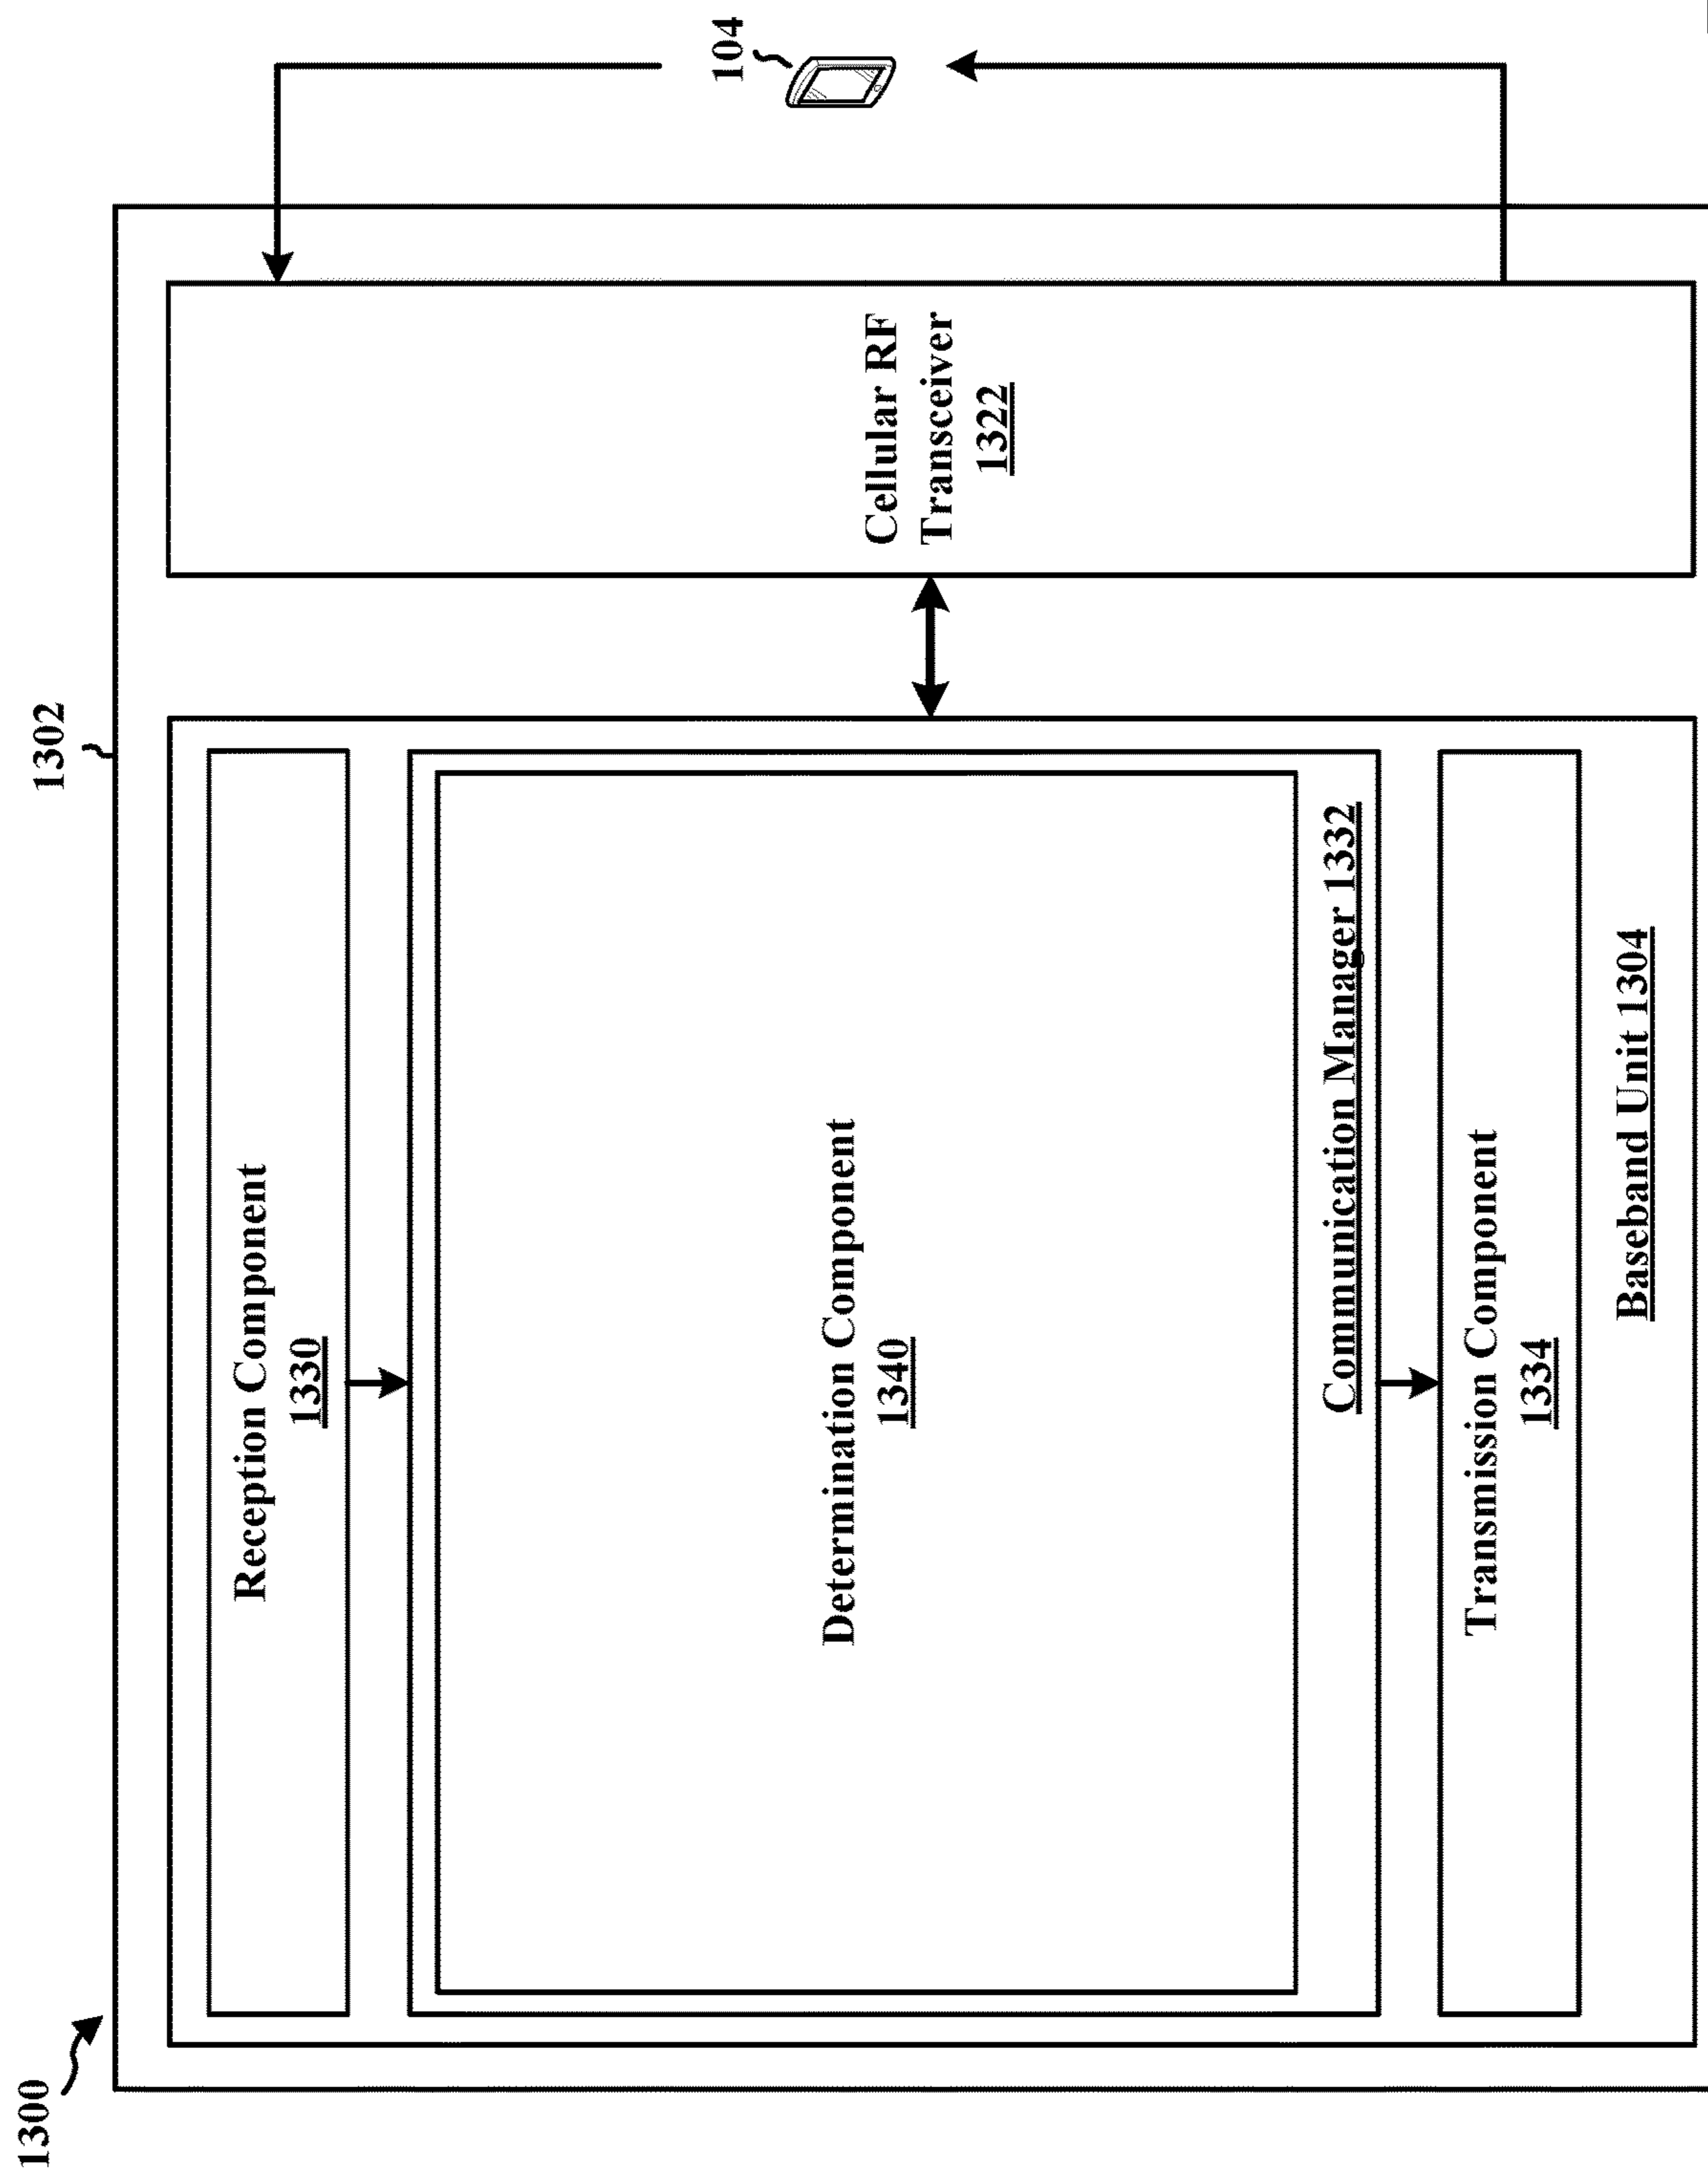 1300
1302
104
Reception Component
1330
Determination Component
1340
Communication Manager 1332
Transmission Component
1334
Baseband Unit 1304
Cellular RF
Transceiver
1322